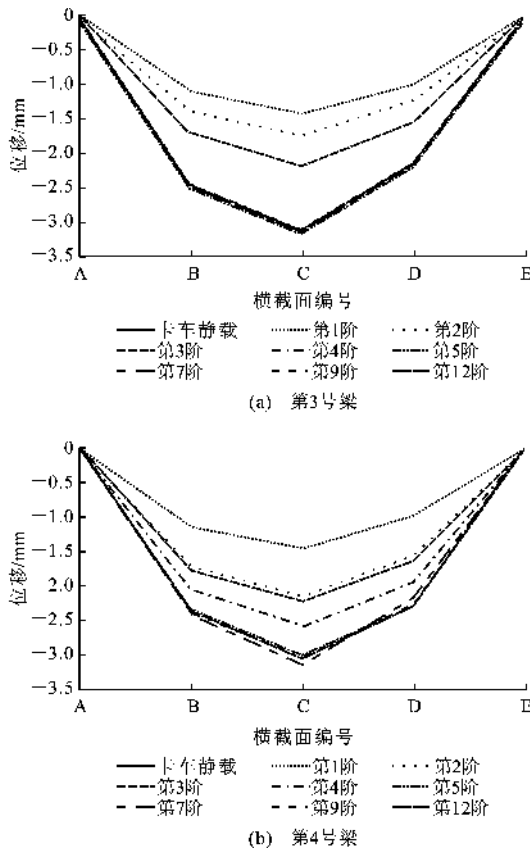 0
−0.5
−1.0
−1.5
−2.0
−2.5
−3.0
−3.5
位移/mm
A B C D E
横截面编号
卡车静载 第1阶 第2阶
第3阶 第4阶 第5阶
第7阶 第9阶 第12阶
(a) 第3号梁
0
−0.5
−1.0
−1.5
−2.0
−2.5
−3.0
−3.5
位移/mm
A B C D E
横截面编号
卡车静载 第1阶 第2阶
第3阶 第4阶 第5阶
第7阶 第9阶 第12阶
(b) 第4号梁